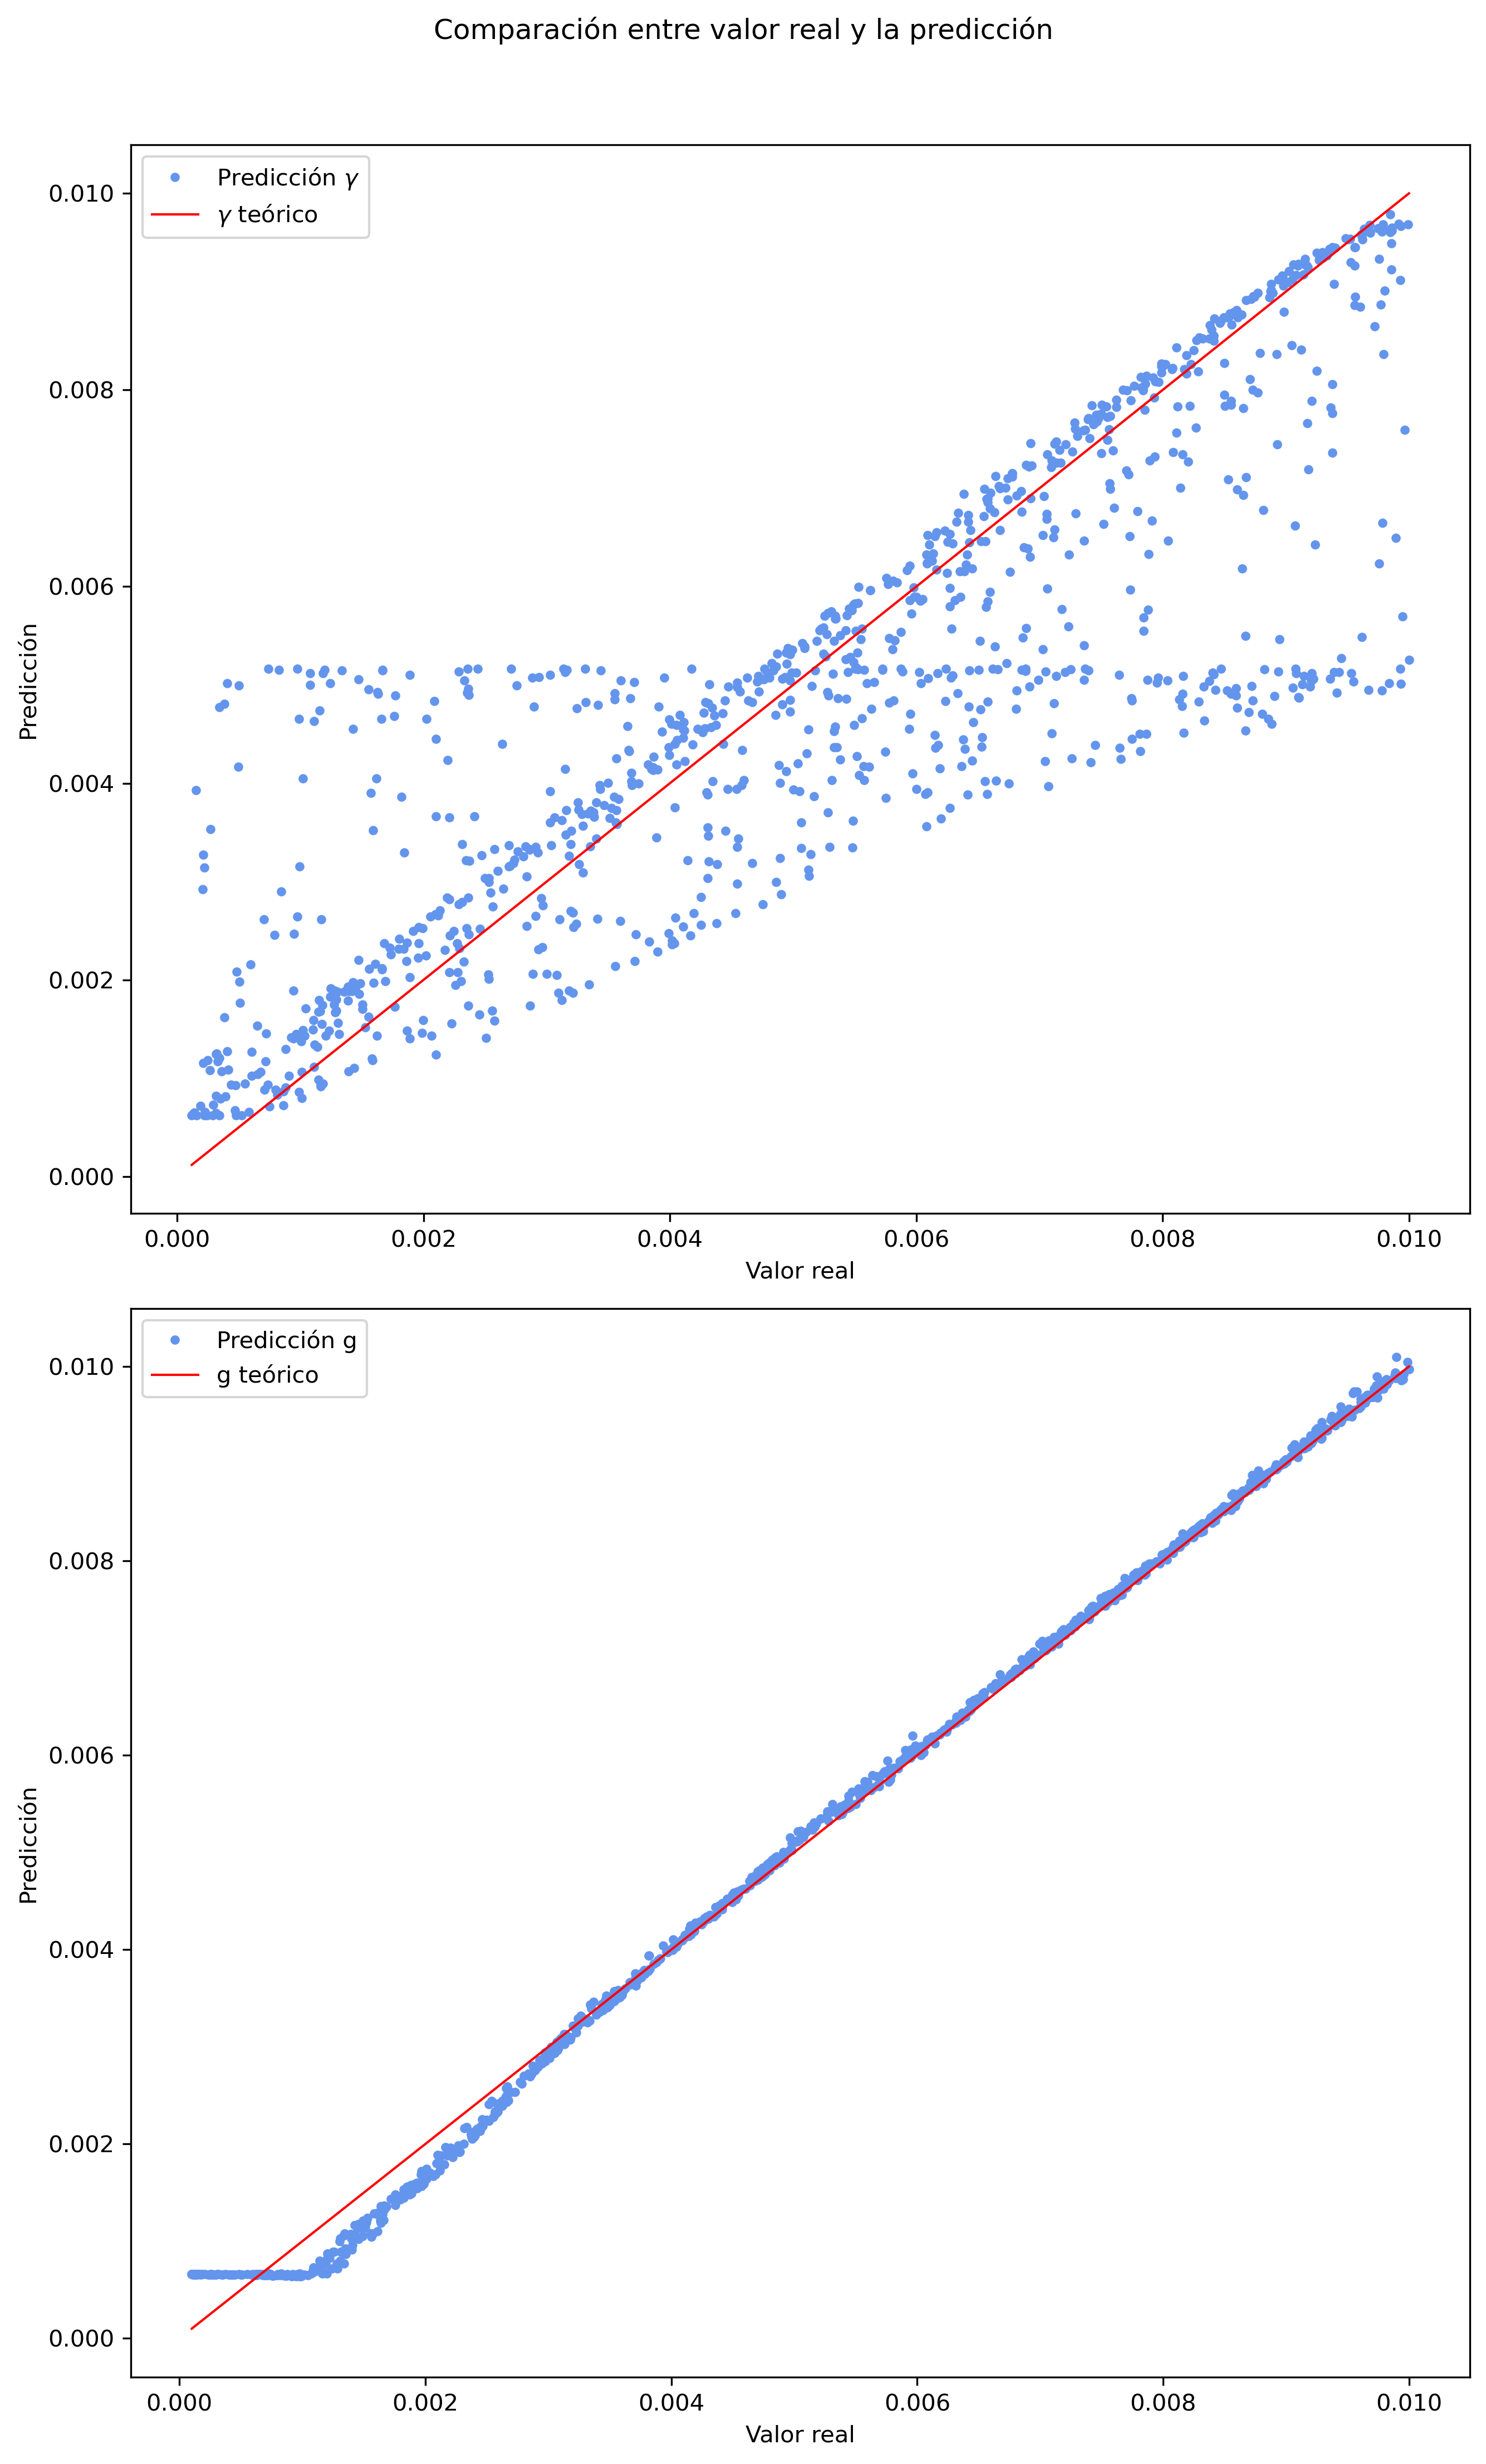 Comparación entre valor real y la predicción
Predicción γ
γ teórico
0.010
0.008
0.006
0.004
0.002
0.000
Predicción
0.000 0.002 0.004 0.006 0.008 0.010
Valor real
Predicción g
g teórico
0.010
0.008
0.006
0.004
0.002
0.000
Predicción
0.000 0.002 0.004 0.006 0.008 0.010
Valor real